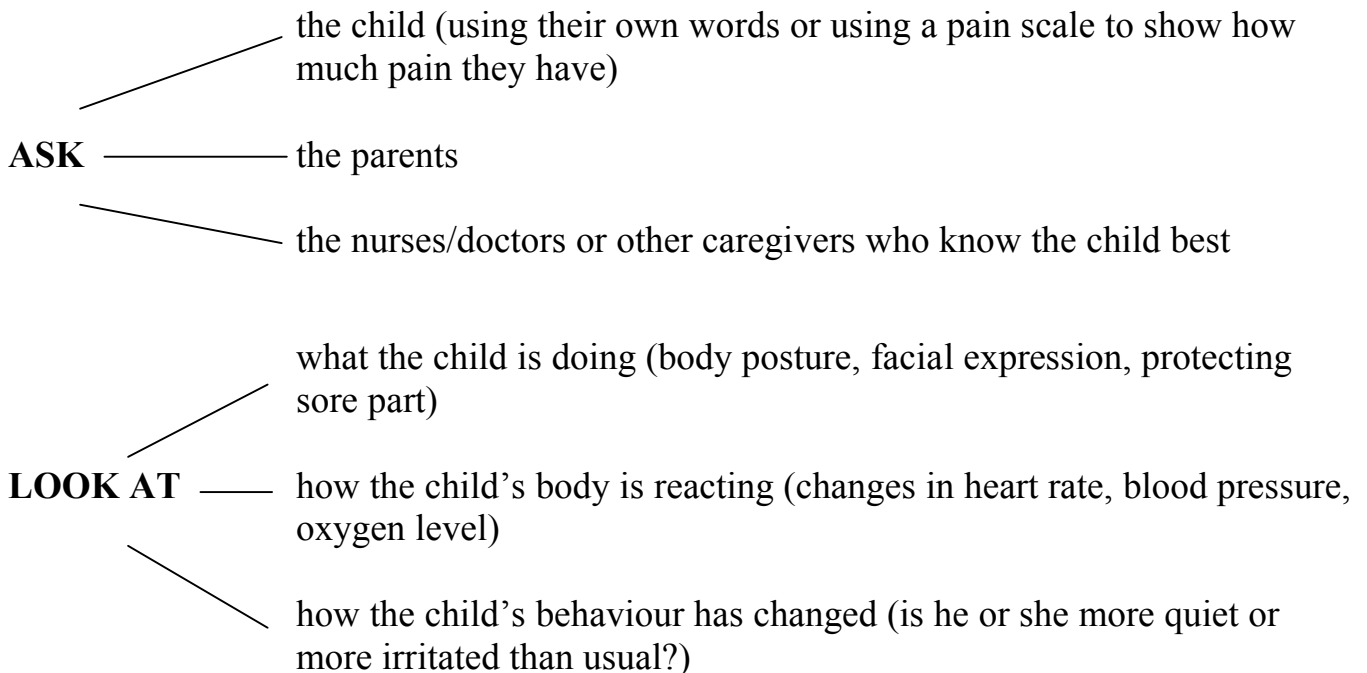 the child (using their own words or using a pain scale to show how
much pain they have)
ASK the parents
the nurses/doctors or other caregivers who know the child best
what the child is doing (body posture, facial expression, protecting
sore part)
LOOK AT how the child’s body is reacting (changes in heart rate, blood pressure,
oxygen level)
how the child’s behaviour has changed (is he or she more quiet or
more irritated than usual?)